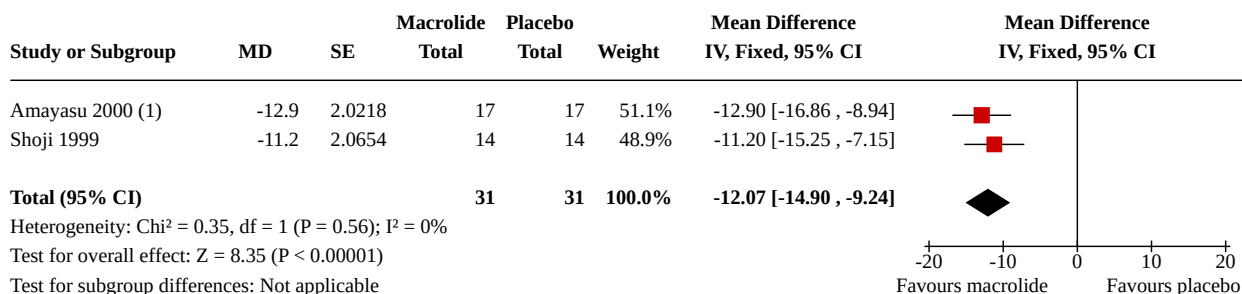 Macrolide Placebo Mean Difference Mean Difference
Study or Subgroup MD SE Total Total Weight IV, Fixed, 95% CI IV, Fixed, 95% CI
Amayasu 2000 (1) -12.9 2.0218 17 17 51.1% -12.90 [-16.86 , -8.94]
Shoji 1999 -11.2 2.0654 14 14 48.9% -11.20 [-15.25 , -7.15]
Total (95% CI) 31 31 100.0% -12.07 [-14.90 , -9.24]
Heterogeneity: Chi² = 0.35, df = 1 (P = 0.56); I² = 0%
Test for overall effect: Z = 8.35 (P < 0.00001)
-20 -10 0 10 20
Test for subgroup differences: Not applicable Favours macrolide Favours placebo